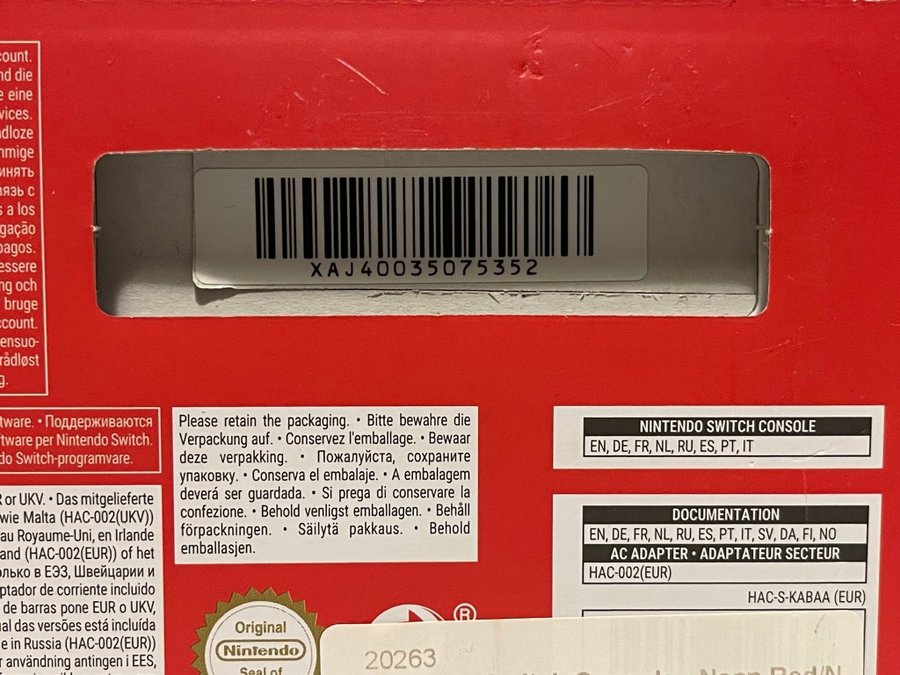 count.
nd die
e eine
vices.
adloze
mmige
инять
вязь с
s a los
gação
pagos.
essere
ng och
bruge
ccount.
ensuo-
rådløst
g.
XAJ40035075352
tware. • Поддерживаются
tware per Nintendo Switch.
do Switch-programvare.
R or UKV. • Das mitgelieferte
wie Malta (HAC-002(UKV))
au Royaume-Uni, en Irlande
and (HAC-002(EUR)) of het
олько в ЕЭЗ, Швейцарии и
ptador de corriente incluido
de barras pone EUR o UKV,
ual das versões está incluída
e in Russia (HAC-002(EUR))
r användning antingen i EES,
Please retain the packaging. • Bitte bewahre die
Verpackung auf. • Conservez l'emballage. • Bewaar
deze verpakking. • Пожалуйста, сохраните
упаковку. • Conserva el embalaje. • A embalagem
deverá ser guardada. • Si prega di conservare la
confezione. • Behold venligst emballagen. • Behåll
förpackningen. • Säilytä pakkaus. • Behold
emballasjen.
NINTENDO SWITCH CONSOLE
EN, DE, FR, NL, RU, ES, PT, IT
DOCUMENTATION
EN, DE, FR, NL, RU, ES, PT, IT, SV, DA, FI, NO
AC ADAPTER • ADAPTATEUR SECTEUR
HAC-002(EUR)
HAC-S-KABAA (EUR)
Original
Nintendo
Seal of
®
20263